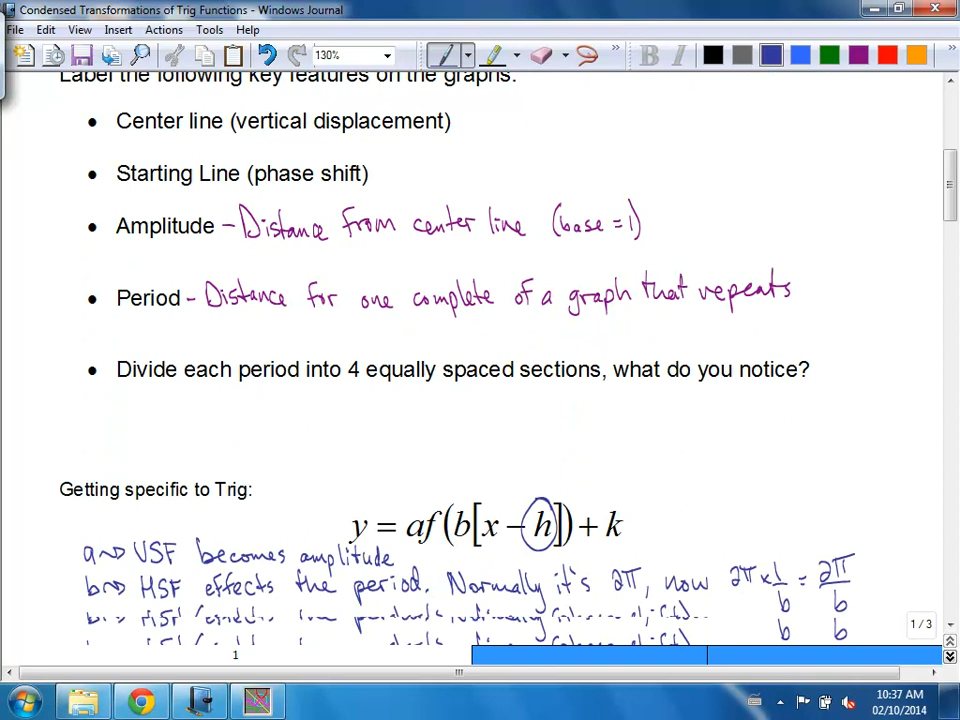 Condensed Transformations of Trig Functions - Windows Journal
File Edit View Insert Actions Tools Help
130% B I
Label the following key features on the graphs:
• Center line (vertical displacement)
• Starting Line (phase shift)
• Amplitude - Distance from center line (base = 1)
• Period - Distance for one complete of a graph that repeats
• Divide each period into 4 equally spaced sections, what do you notice?
Getting specific to Trig:
y = af(b[x − h]) + k
a → VSF becomes amplitude
b → HSF effects the period. Normally it's 2π, now 2π × 1/b = 2π/b
b b
1 / 3
1
10:37 AM
02/10/2014